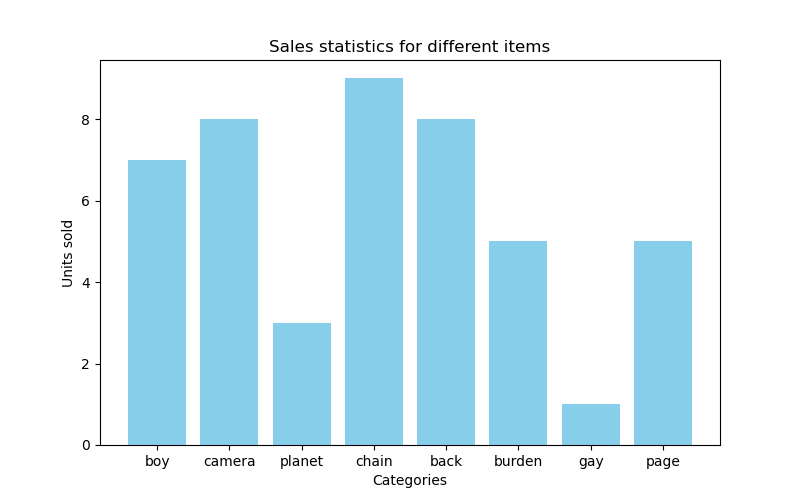 Sales statistics for different items
Units sold
8
6
4
2
0
boy camera planet chain back burden gay page
Categories